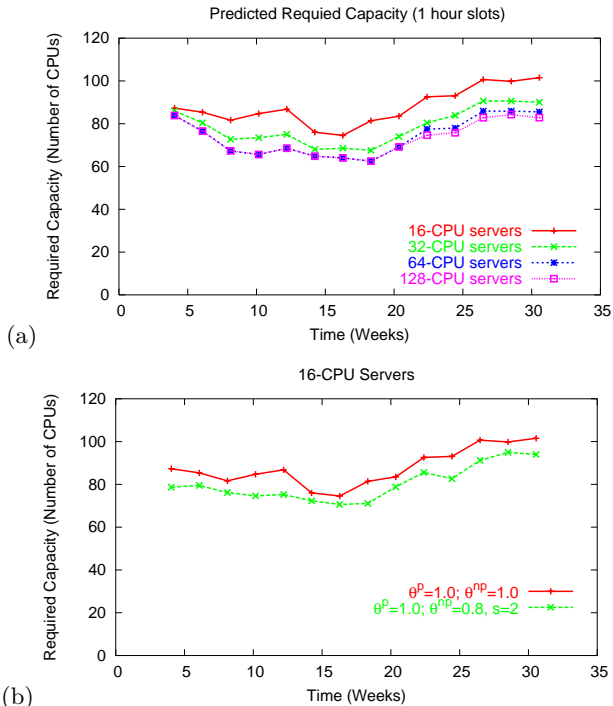 Predicted Requied Capacity (1 hour slots)
120
100
80
60
40
20
0
Required Capacity (Number of CPUs)
16-CPU servers
32-CPU servers
64-CPU servers
128-CPU servers
0 5 10 15 20 25 30 35
Time (Weeks)
(a)
16-CPU Servers
120
100
80
60
40
20
0
Required Capacity (Number of CPUs)
θp=1.0; θnp=1.0
θp=1.0; θnp=0.8, s=2
0 5 10 15 20 25 30 35
Time (Weeks)
(b)